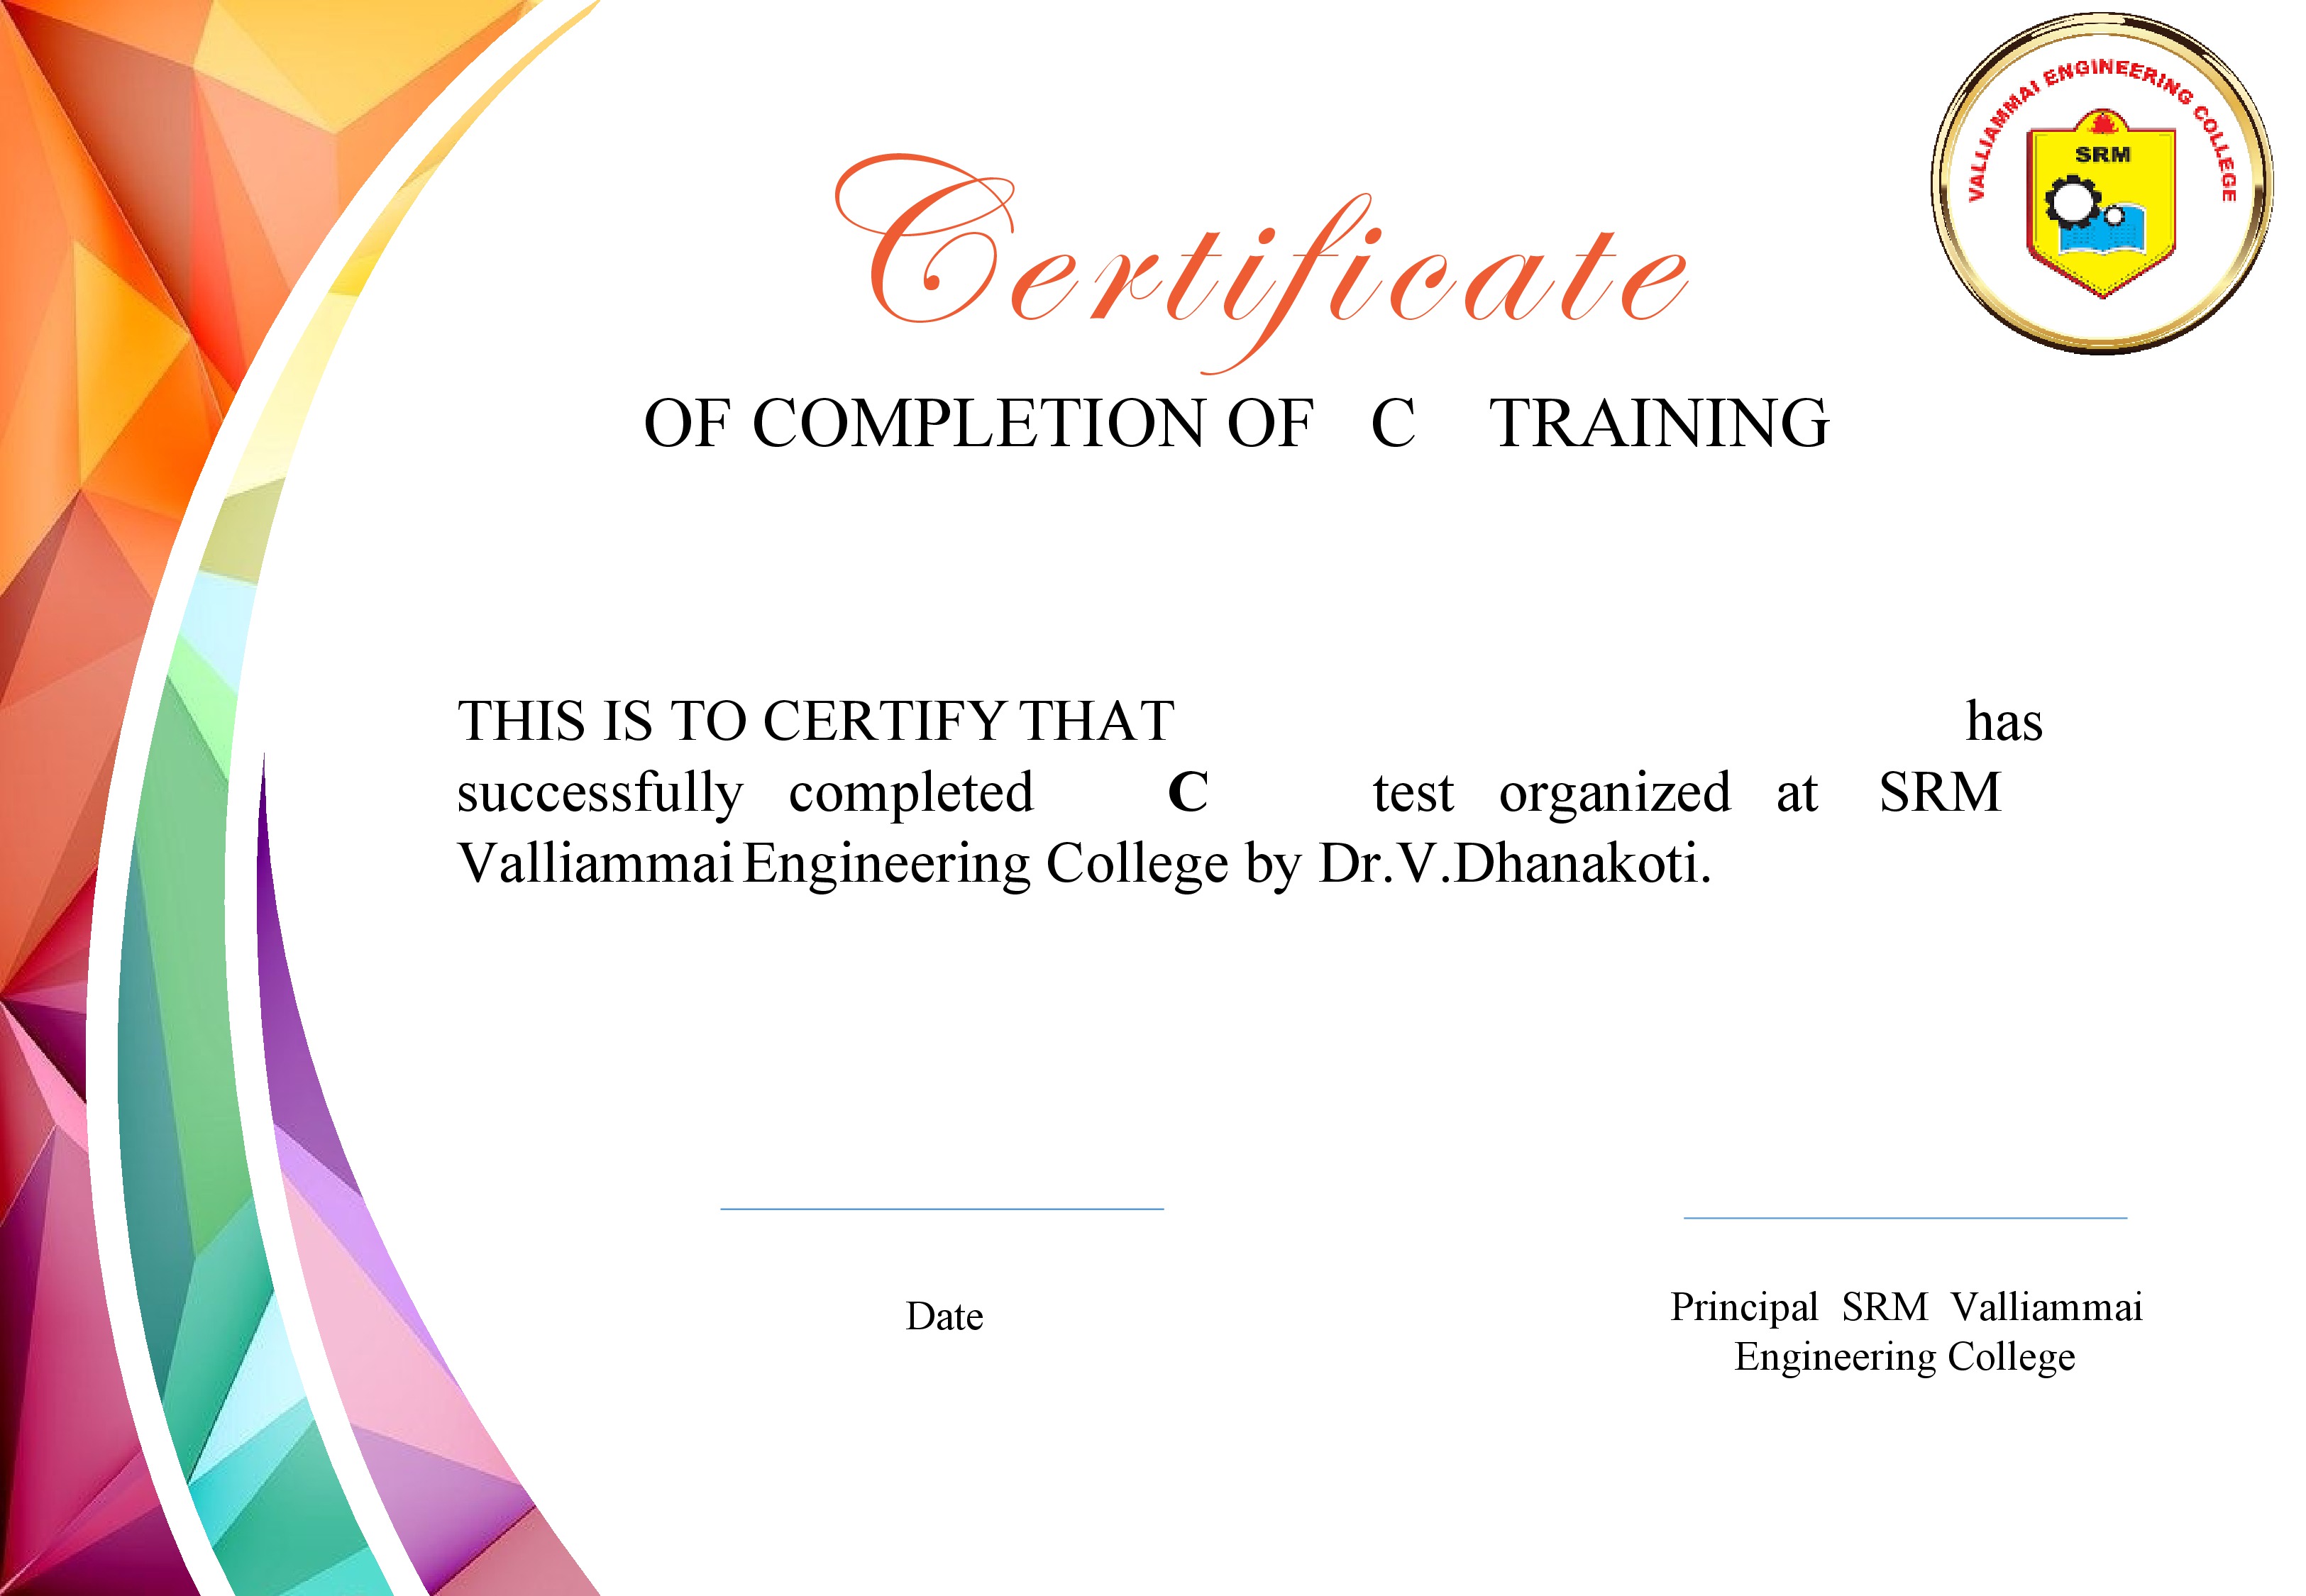 VALLIAMMAI ENGINEERING COLLEGE
SRM
Certificate
OF COMPLETION OF C TRAINING
THIS IS TO CERTIFY THAT has
successfully completed C test organized at SRM
Valliammai Engineering College by Dr.V.Dhanakoti.
Date
Principal SRM Valliammai
Engineering College